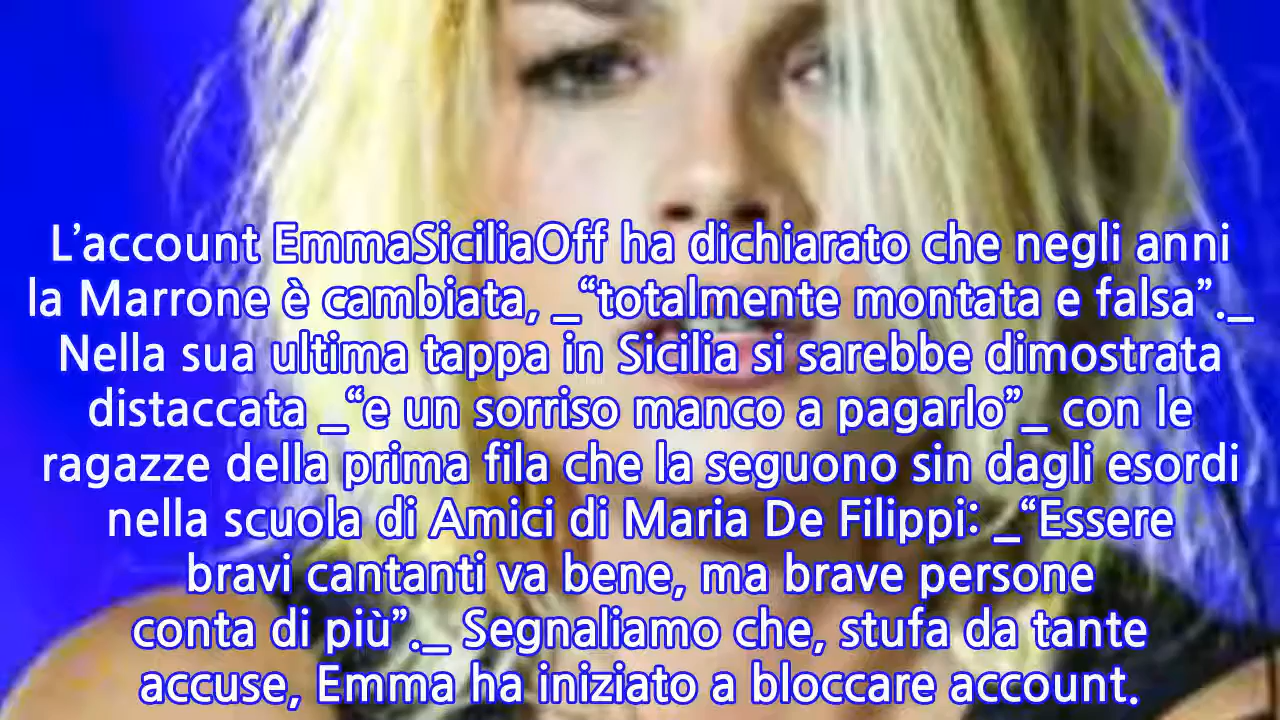 L’account EmmaSiciliaOff ha dichiarato che negli anni
la Marrone è cambiata, _“totalmente montata e falsa”._
Nella sua ultima tappa in Sicilia si sarebbe dimostrata
distaccata _“e un sorriso manco a pagarlo”_ con le
ragazze della prima fila che la seguono sin dagli esordi
nella scuola di Amici di Maria De Filippi: _“Essere
bravi cantanti va bene, ma brave persone
conta di più”._ Segnaliamo che, stufa da tante
accuse, Emma ha iniziato a bloccare account.